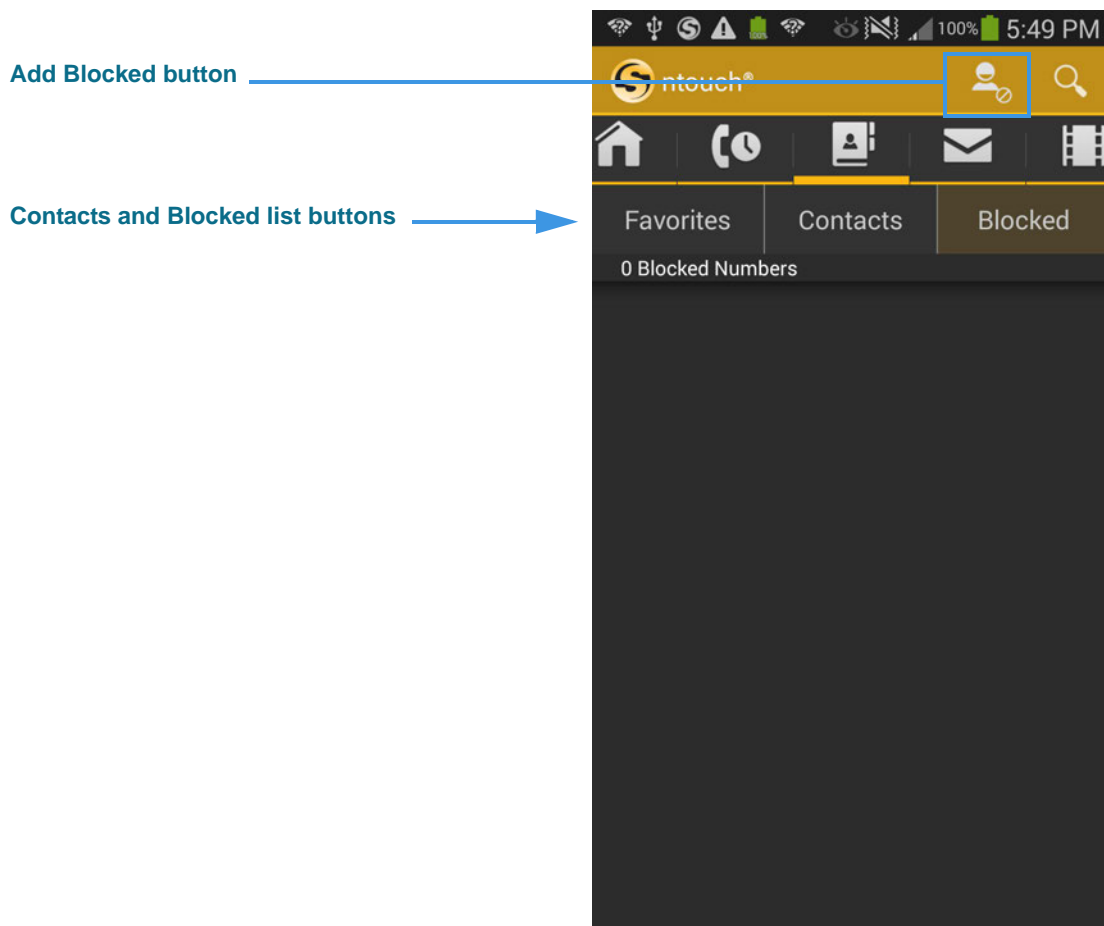 100% 5:49 PM
Add Blocked button
ntouch®
Contacts and Blocked list buttons
Favorites Contacts Blocked
0 Blocked Numbers